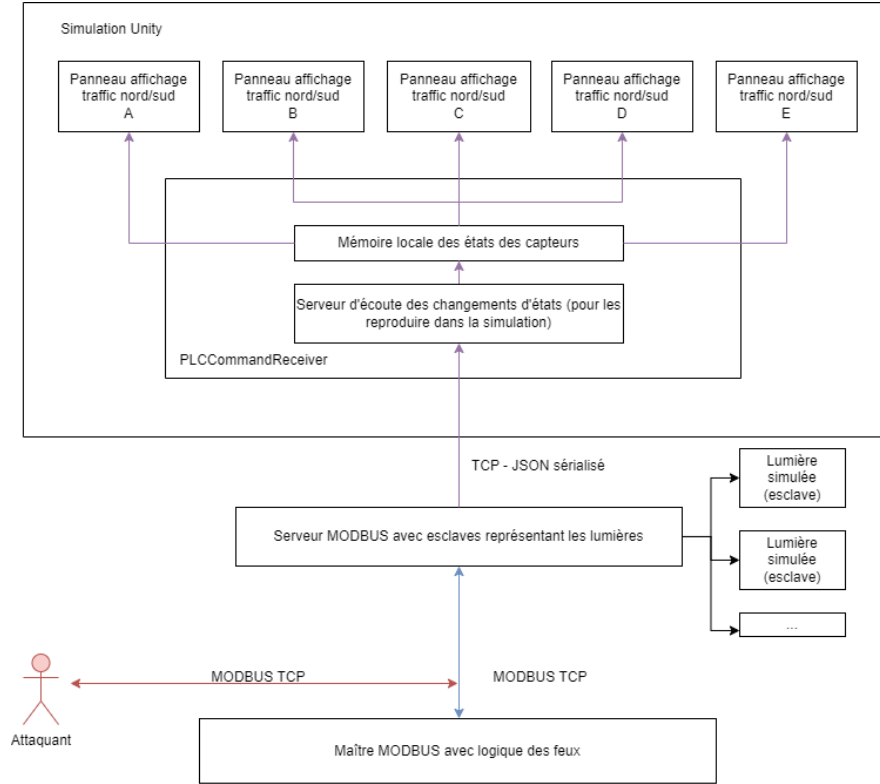 Simulation Unity
Panneau affichage
traffic nord/sud
A
Panneau affichage
traffic nord/sud
B
Panneau affichage
traffic nord/sud
C
Panneau affichage
traffic nord/sud
D
Panneau affichage
traffic nord/sud
E
Mémoire locale des états des capteurs
Serveur d'écoute des changements d'états (pour les
reproduire dans la simulation)
PLCCommandReceiver
TCP - JSON sérialisé
Lumière
simulée
(esclave)
Serveur MODBUS avec esclaves représentant les lumières
Lumière
simulée
(esclave)
...
MODBUS TCP
MODBUS TCP
Attaquant
Maître MODBUS avec logique des feux